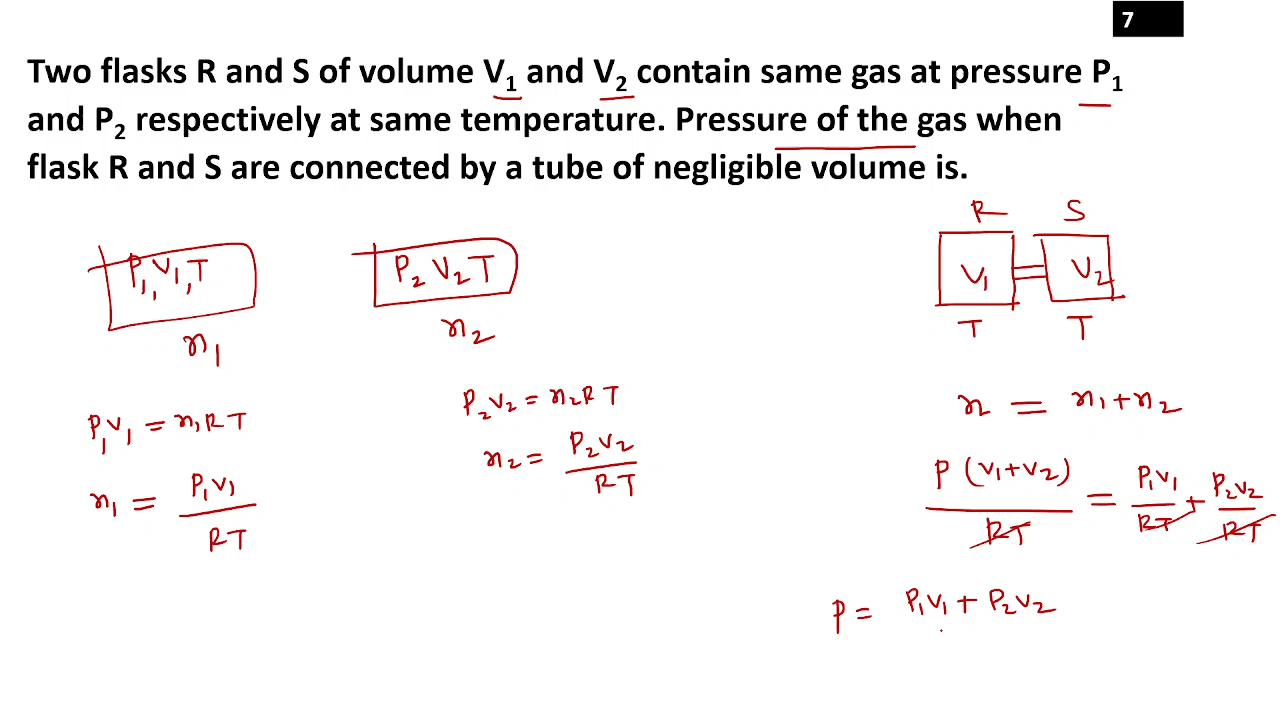 7
Two flasks R and S of volume V₁ and V₂ contain same gas at pressure P₁
and P₂ respectively at same temperature. Pressure of the gas when
flask R and S are connected by a tube of negligible volume is.
P₁, V₁, T
n₁
P₁V₁ = n₁RT
n₁ = P₁V₁ / RT
P₂ V₂ T
n₂
P₂V₂ = n₂RT
n₂ = P₂V₂ / RT
R S
V₁ V₂
T T
n = n₁ + n₂
P (V₁+V₂) / RT = P₁V₁ / RT + P₂V₂ / RT
P = P₁V₁ + P₂V₂